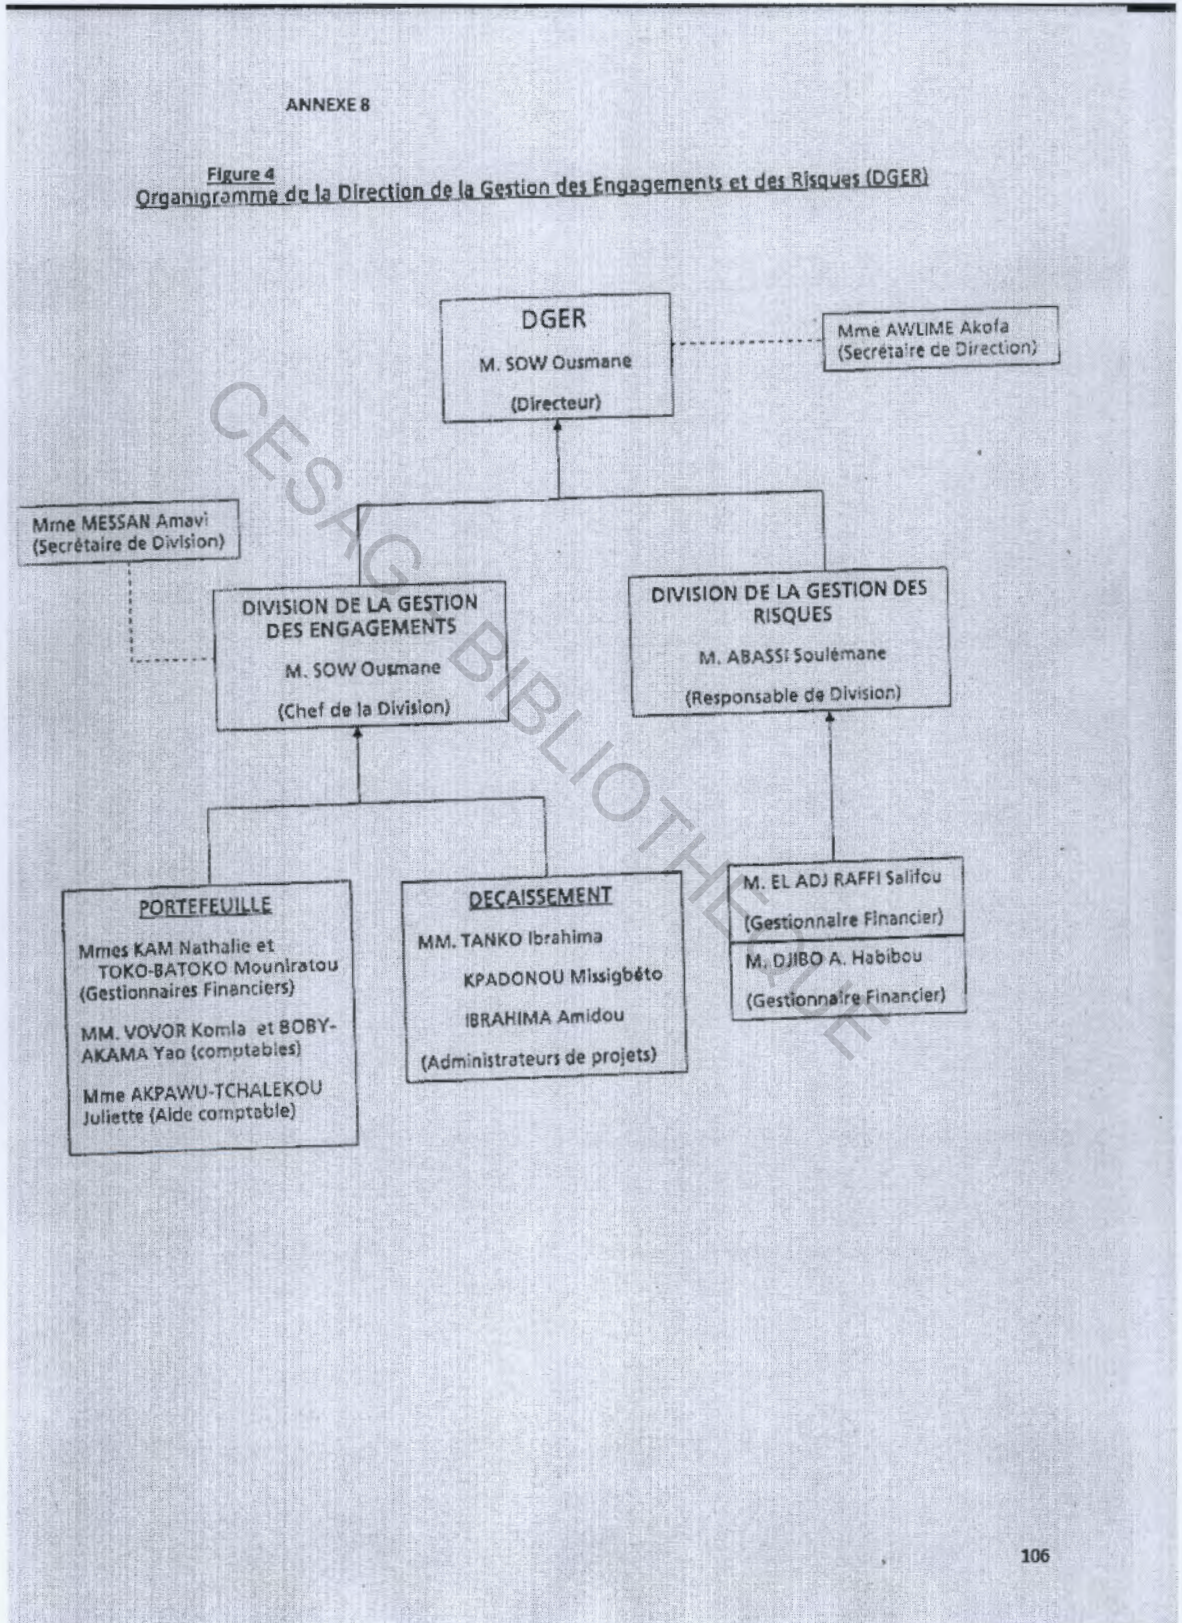 ANNEXE 8
Figure 4
Organigramme de la Direction de la Gestion des Engagements et des Risques (DGER)
DGER
M. SOW Ousmane
(Directeur)
Mme AWLIME Akofa
(Secrétaire de Direction)
Mme MESSAN Amavi
(Secrétaire de Division)
DIVISION DE LA GESTION
DES ENGAGEMENTS
M. SOW Ousmane
(Chef de la Division)
DIVISION DE LA GESTION DES
RISQUES
M. ABASSI Soulémane
(Responsable de Division)
PORTEFEUILLE
Mmes KAM Nathalie et
TOKO-BATOKO Mouniratou
(Gestionnaires Financiers)
MM. VOVOR Komla et BOBY-
AKAMA Yao (comptables)
Mme AKPAWU-TCHALEKOU
Juliette (Aide comptable)
DECAISSEMENT
MM. TANKO Ibrahima
KPADONOU Missigbéto
IBRAHIMA Amidou
(Administrateurs de projets)
M. EL ADJ RAFFI Salifou
(Gestionnaire Financier)
M. DJIBO A. Habibou
(Gestionnaire Financier)
CESAG BIBLIOTHEQUE
106